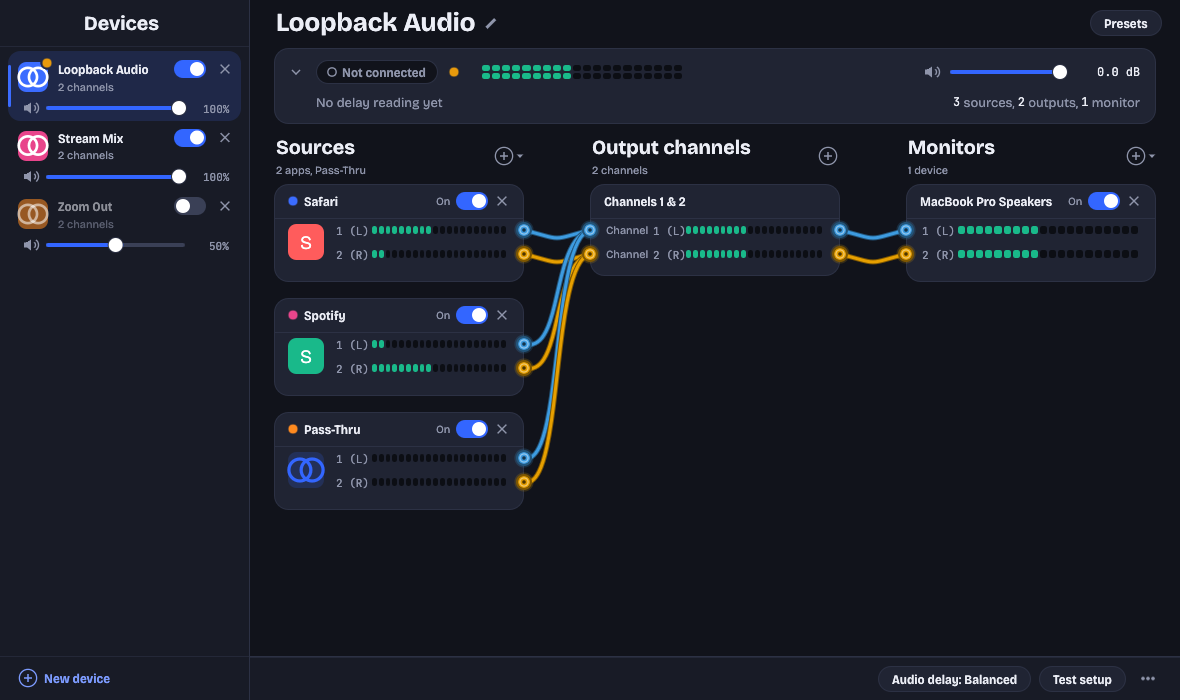 Devices
Loopback Audio
2 channels
100%
Stream Mix
2 channels
100%
Zoom Out
2 channels
50%
New device
Loopback Audio
Presets
Not connected
0.0 dB
No delay reading yet
3 sources, 2 outputs, 1 monitor
Sources
2 apps, Pass-Thru
Safari
On
S
1 (L)
2 (R)
Spotify
On
S
1 (L)
2 (R)
Pass-Thru
On
1 (L)
2 (R)
Output channels
2 channels
Channels 1 & 2
Channel 1 (L)
Channel 2 (R)
Monitors
1 device
MacBook Pro Speakers
On
1 (L)
2 (R)
Audio delay: Balanced
Test setup